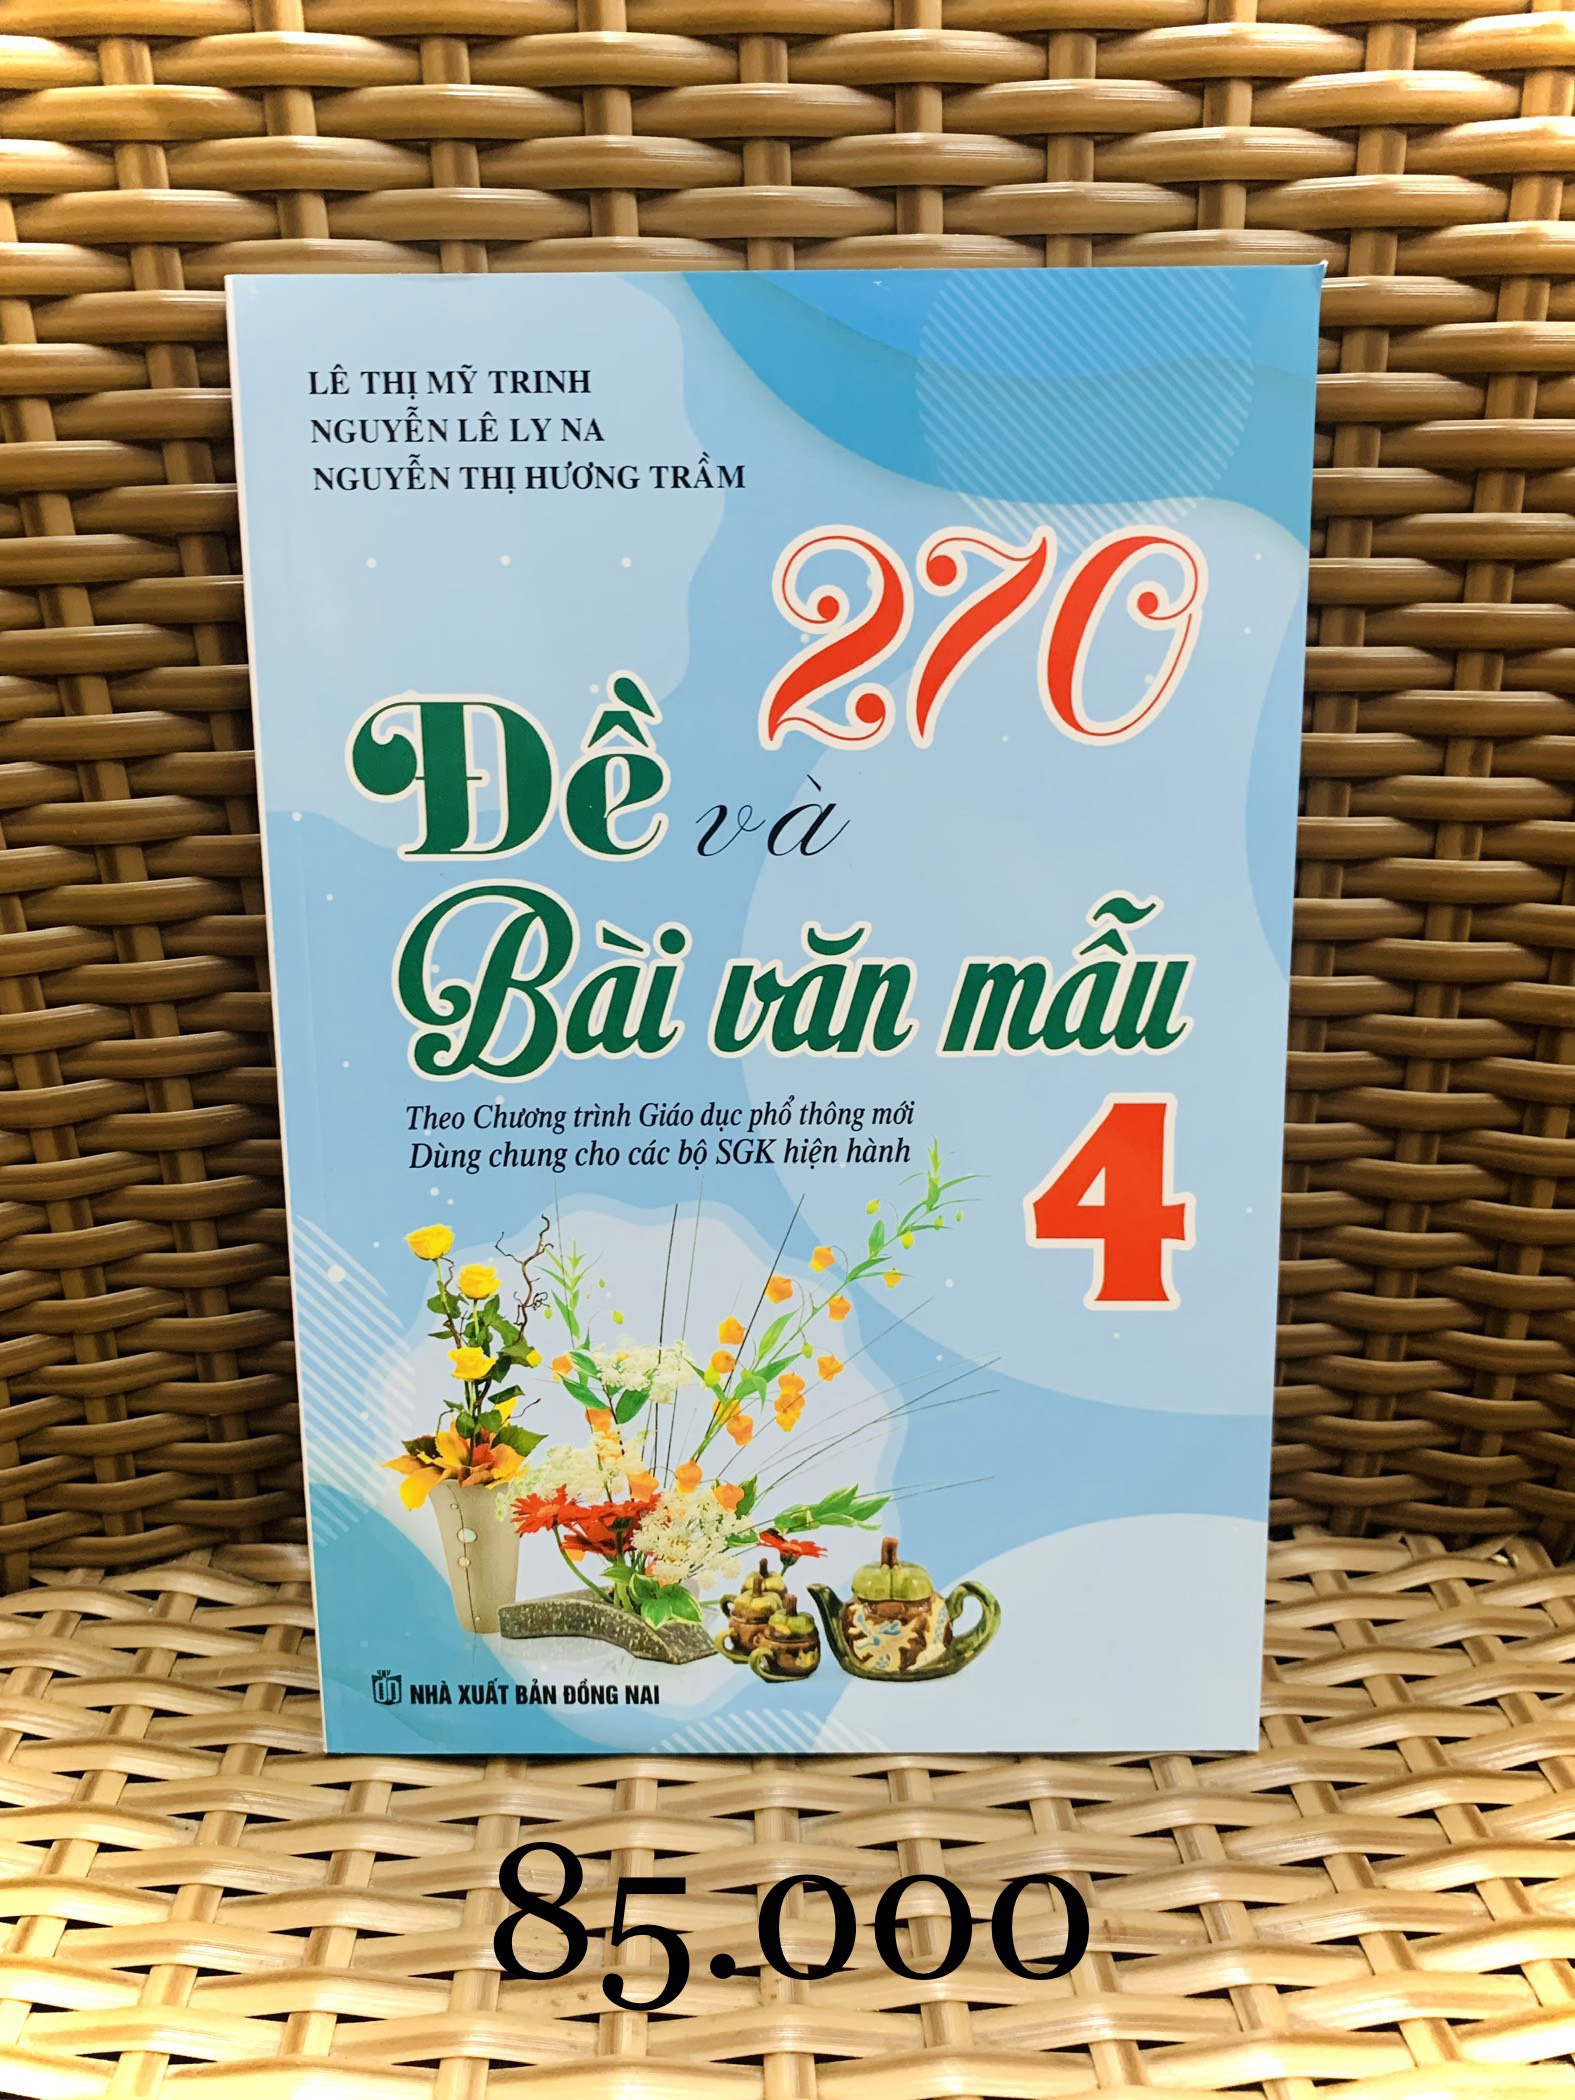 LÊ THỊ MỸ TRINH
NGUYỄN LÊ LY NA
NGUYỄN THỊ HƯƠNG TRẦM
270
Đề và
Bài văn mẫu
Theo Chương trình Giáo dục phổ thông mới
Dùng chung cho các bộ SGK hiện hành
4
NHÀ XUẤT BẢN ĐỒNG NAI
85.000